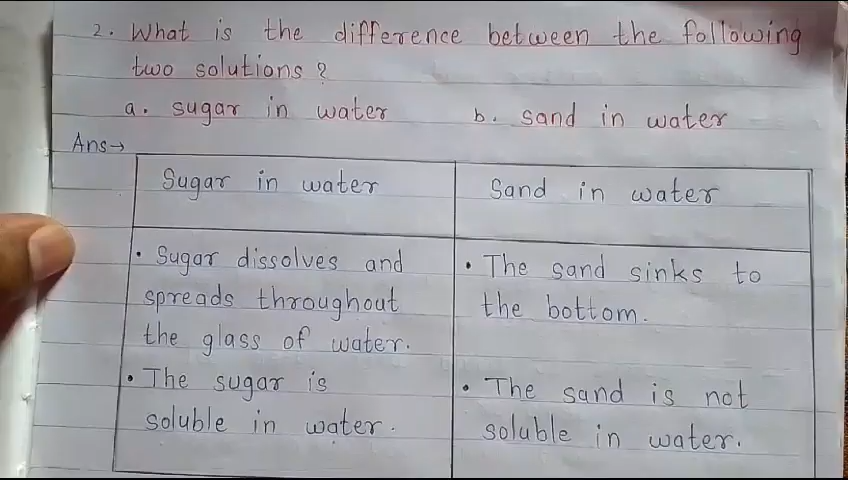 2. What is the difference between the following
two solutions?
a. sugar in water b. sand in water
Ans→
Sugar in water
Sand in water
• Sugar dissolves and
spreads throughout
the glass of water.
• The sugar is
soluble in water.
• The sand sinks to
the bottom.
• The sand is not
soluble in water.